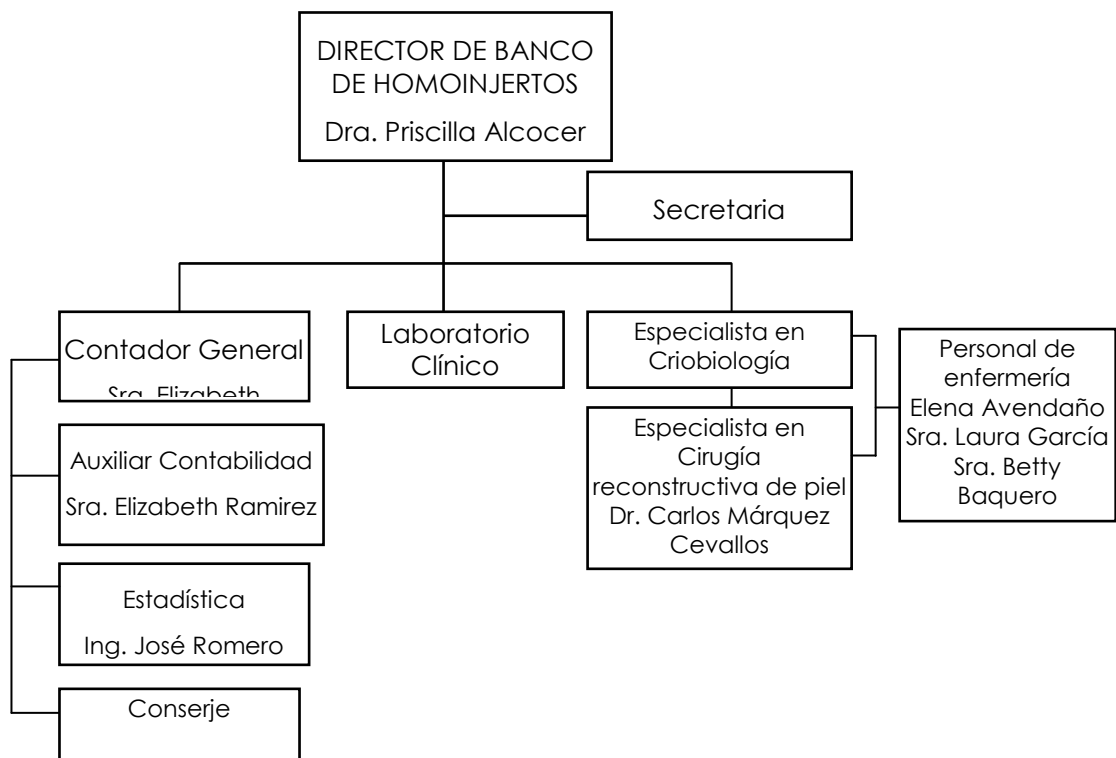 DIRECTOR DE BANCO
DE HOMOINJERTOS
Dra. Priscilla Alcocer
Secretaria
Contador General
Sra. Elizabeth
Auxiliar Contabilidad
Sra. Elizabeth Ramirez
Estadística
Ing. José Romero
Conserje
Laboratorio
Clínico
Especialista en
Criobiología
Especialista en
Cirugía
reconstructiva de piel
Dr. Carlos Márquez
Cevallos
Personal de
enfermería
Elena Avendaño
Sra. Laura García
Sra. Betty
Baquero